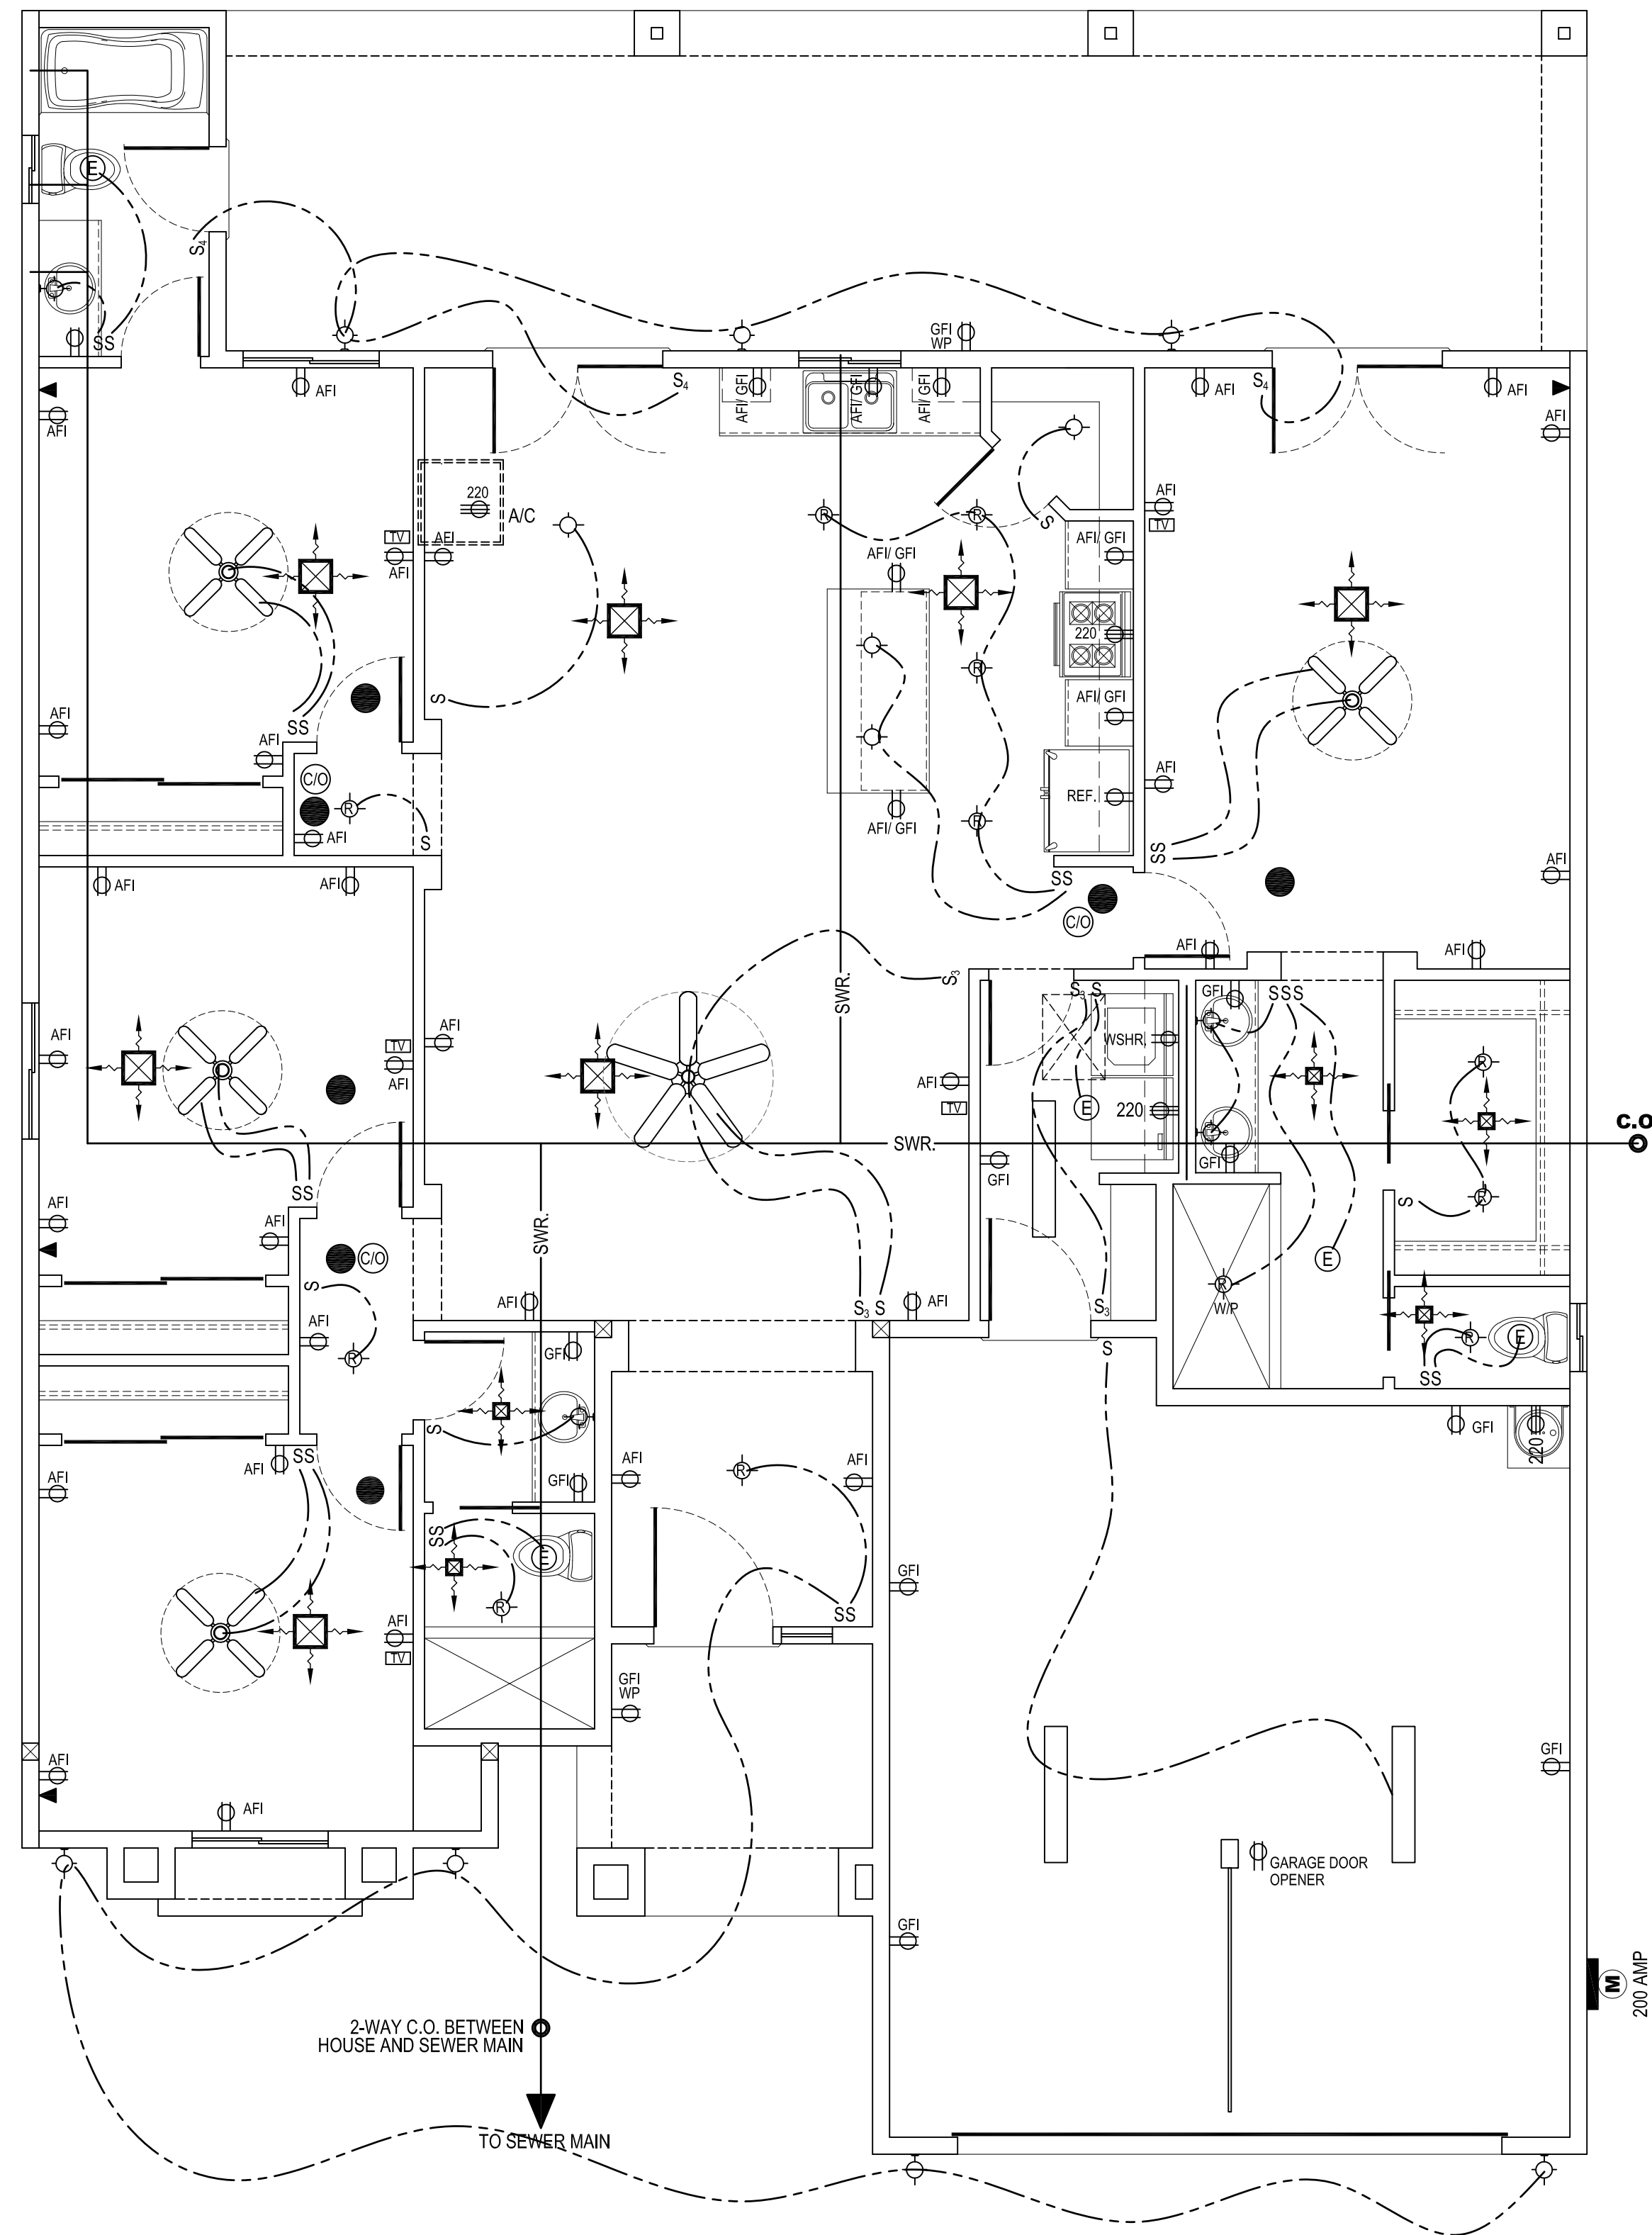 E
S4
SS
GFI
WP
AFI
AFI
S4
AFI/ GFI
AFI/ GFI
AFI/ GFI
S4
AFI
AFI
AFI
AFI
220
A/C
R
R
S
AFI
TV
TV
AFI
AFI
AFI/ GFI
AFI/ GFI
220
S
AFI/ GFI
AFI
SS
AFI
C/O
R
R
AFI
REF.
AFI
S
R
AFI/ GFI
SS
AFI
AFI
AFI
SS
C/O
AFI
AFI
S3
SWR.
S3 S
GFI
SSS
AFI
TV
AFI
AFI
WSHR.
R
AFI
TV
E
220
C.O
SWR.
GFI
GFI
SS
AFI
AFI
SWR.
S
R
C/O
E
S
AFI
AFI
S3 S
AFI
S3
R
W/P
AFI
S
R
E
R
GFI
SS
S
GFI
220
AFI
SS
AFI
GFI
AFI
R
AFI
SS
E
GFI
R
SS
AFI
TV
GFI
WP
AFI
GFI
AFI
GARAGE DOOR
OPENER
GFI
M
200 AMP
2-WAY C.O. BETWEEN
HOUSE AND SEWER MAIN
TO SEWER MAIN